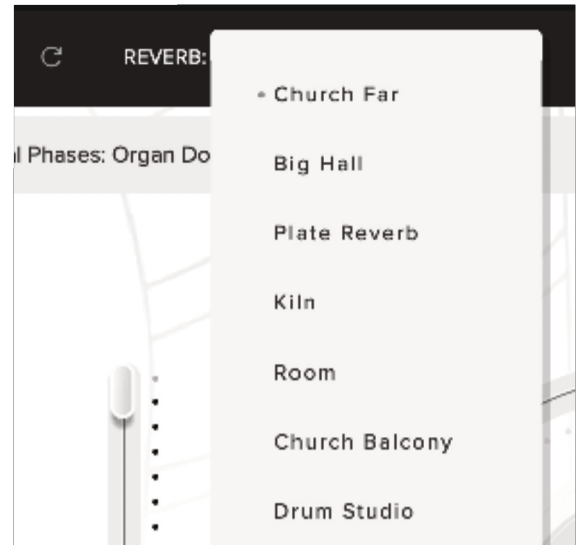 REVERB:
Church Far
Big Hall
l Phases: Organ Do
Plate Reverb
Kiln
Room
Church Balcony
Drum Studio